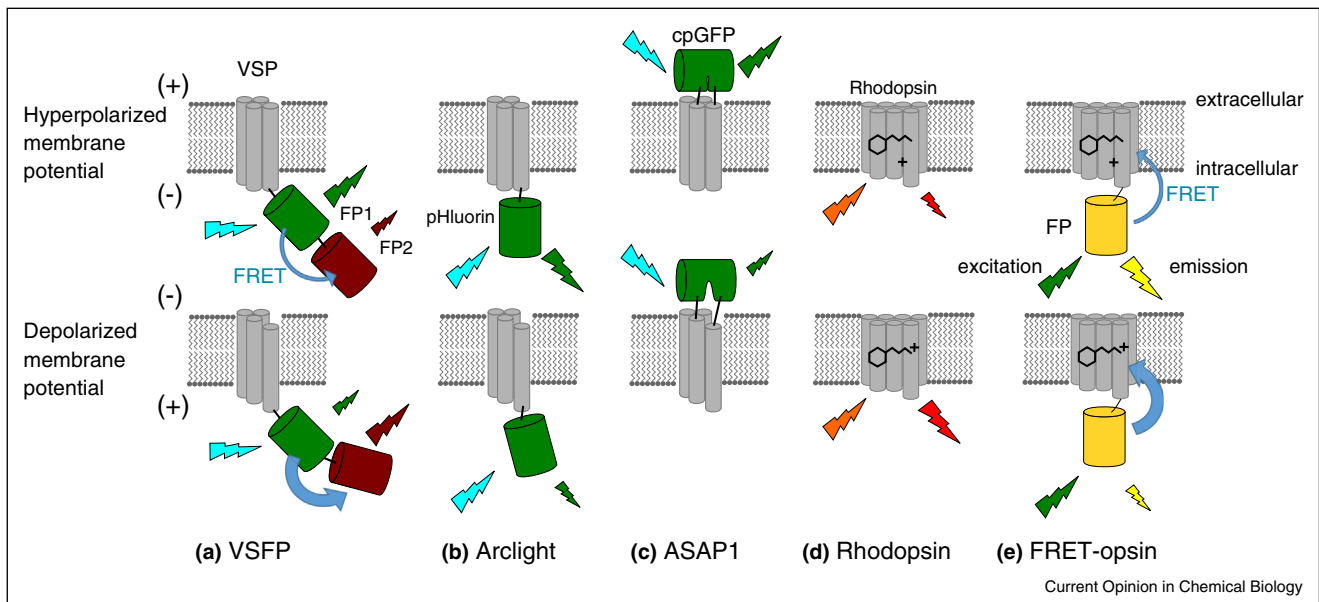 cpGFP
VSP
(+)
Rhodopsin
extracellular
Hyperpolarized
membrane
potential
intracellular
(-)
FP1
pHluorin
FRET
FP2
FP
FRET
excitation
emission
(-)
Depolarized
membrane
potential
(+)
(a) VSFP
(b) Arclight
(c) ASAP1
(d) Rhodopsin
(e) FRET-opsin
Current Opinion in Chemical Biology